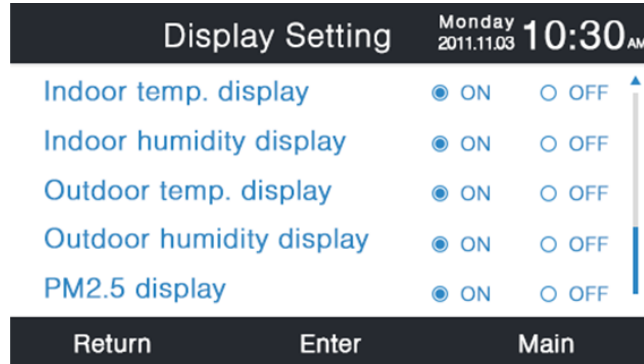 Display Setting
Monday
2011.11.03
10:30 AM
Indoor temp. display ON OFF
Indoor humidity display ON OFF
Outdoor temp. display ON OFF
Outdoor humidity display ON OFF
PM2.5 display ON OFF
Return Enter Main